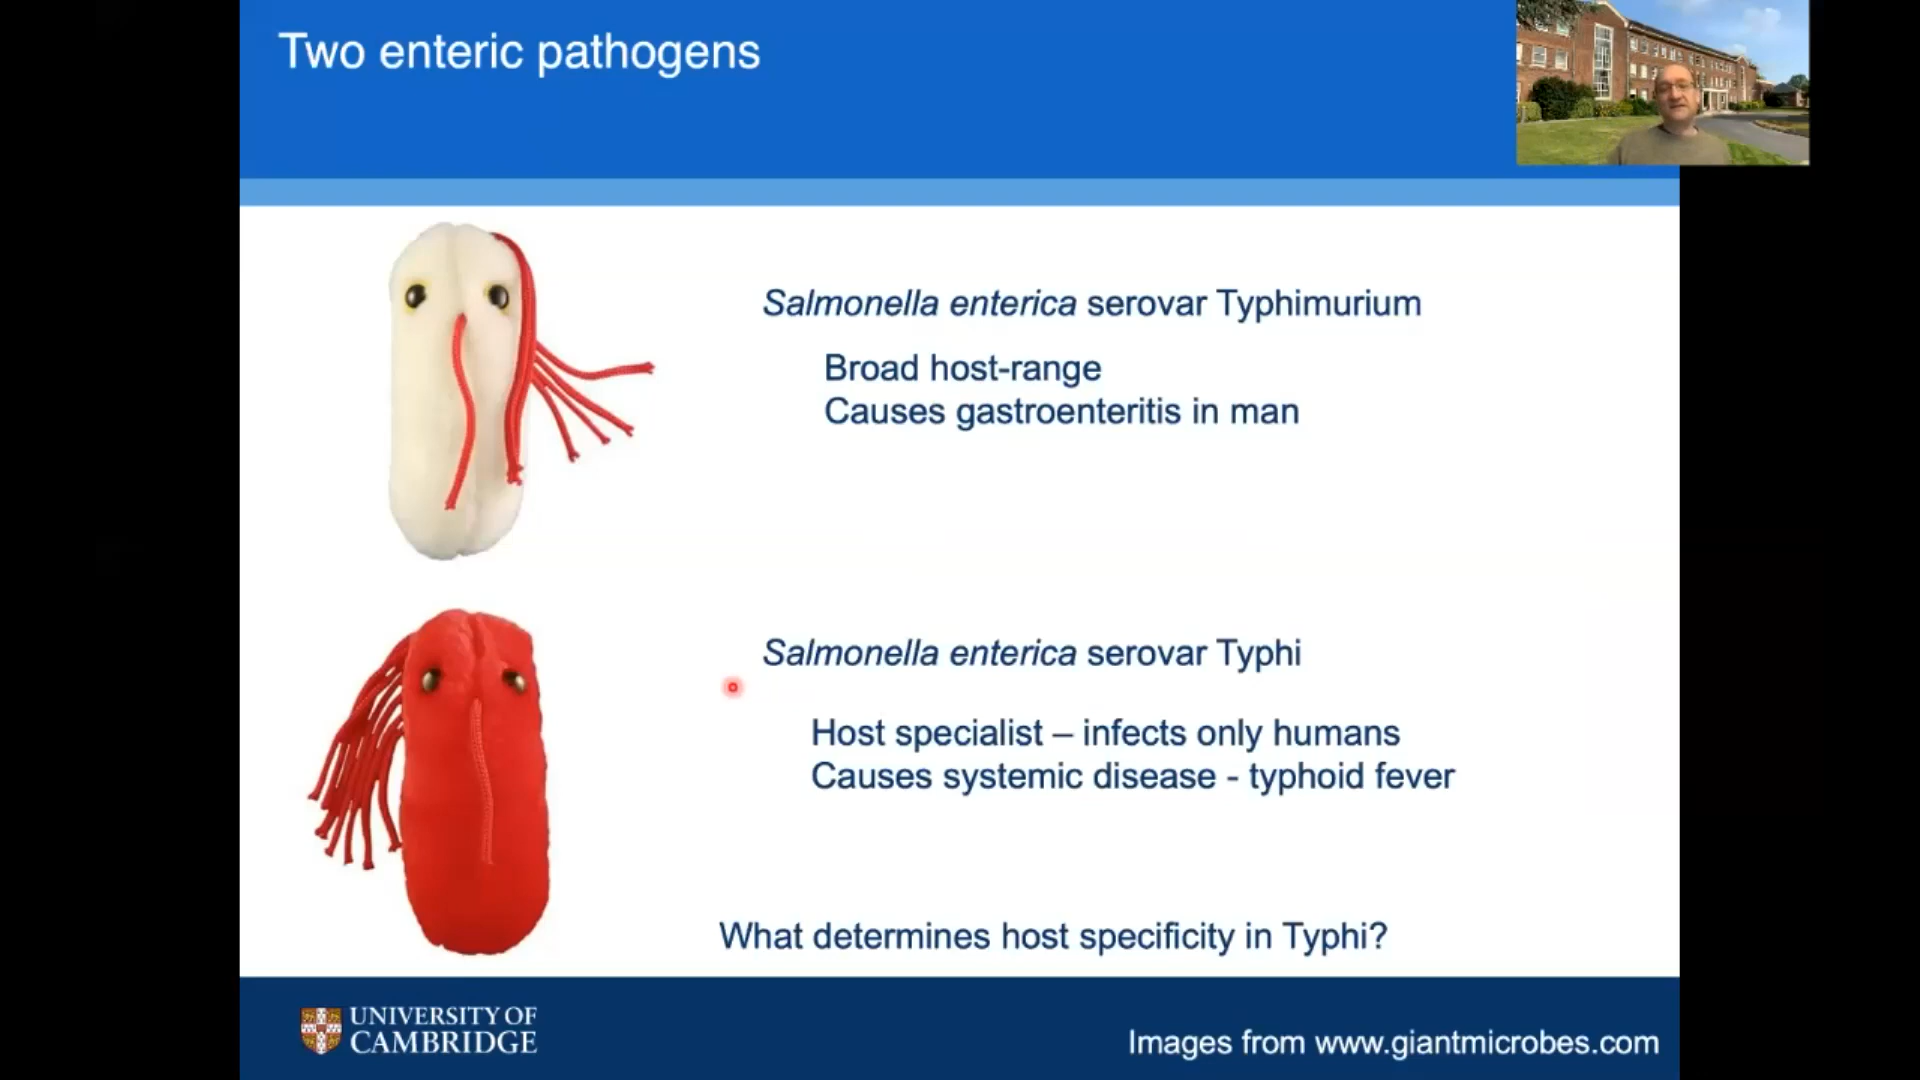 Two enteric pathogens
Salmonella enterica serovar Typhimurium
Broad host-range
Causes gastroenteritis in man
Salmonella enterica serovar Typhi
Host specialist – infects only humans
Causes systemic disease - typhoid fever
What determines host specificity in Typhi?
UNIVERSITY OF
CAMBRIDGE
Images from www.giantmicrobes.com